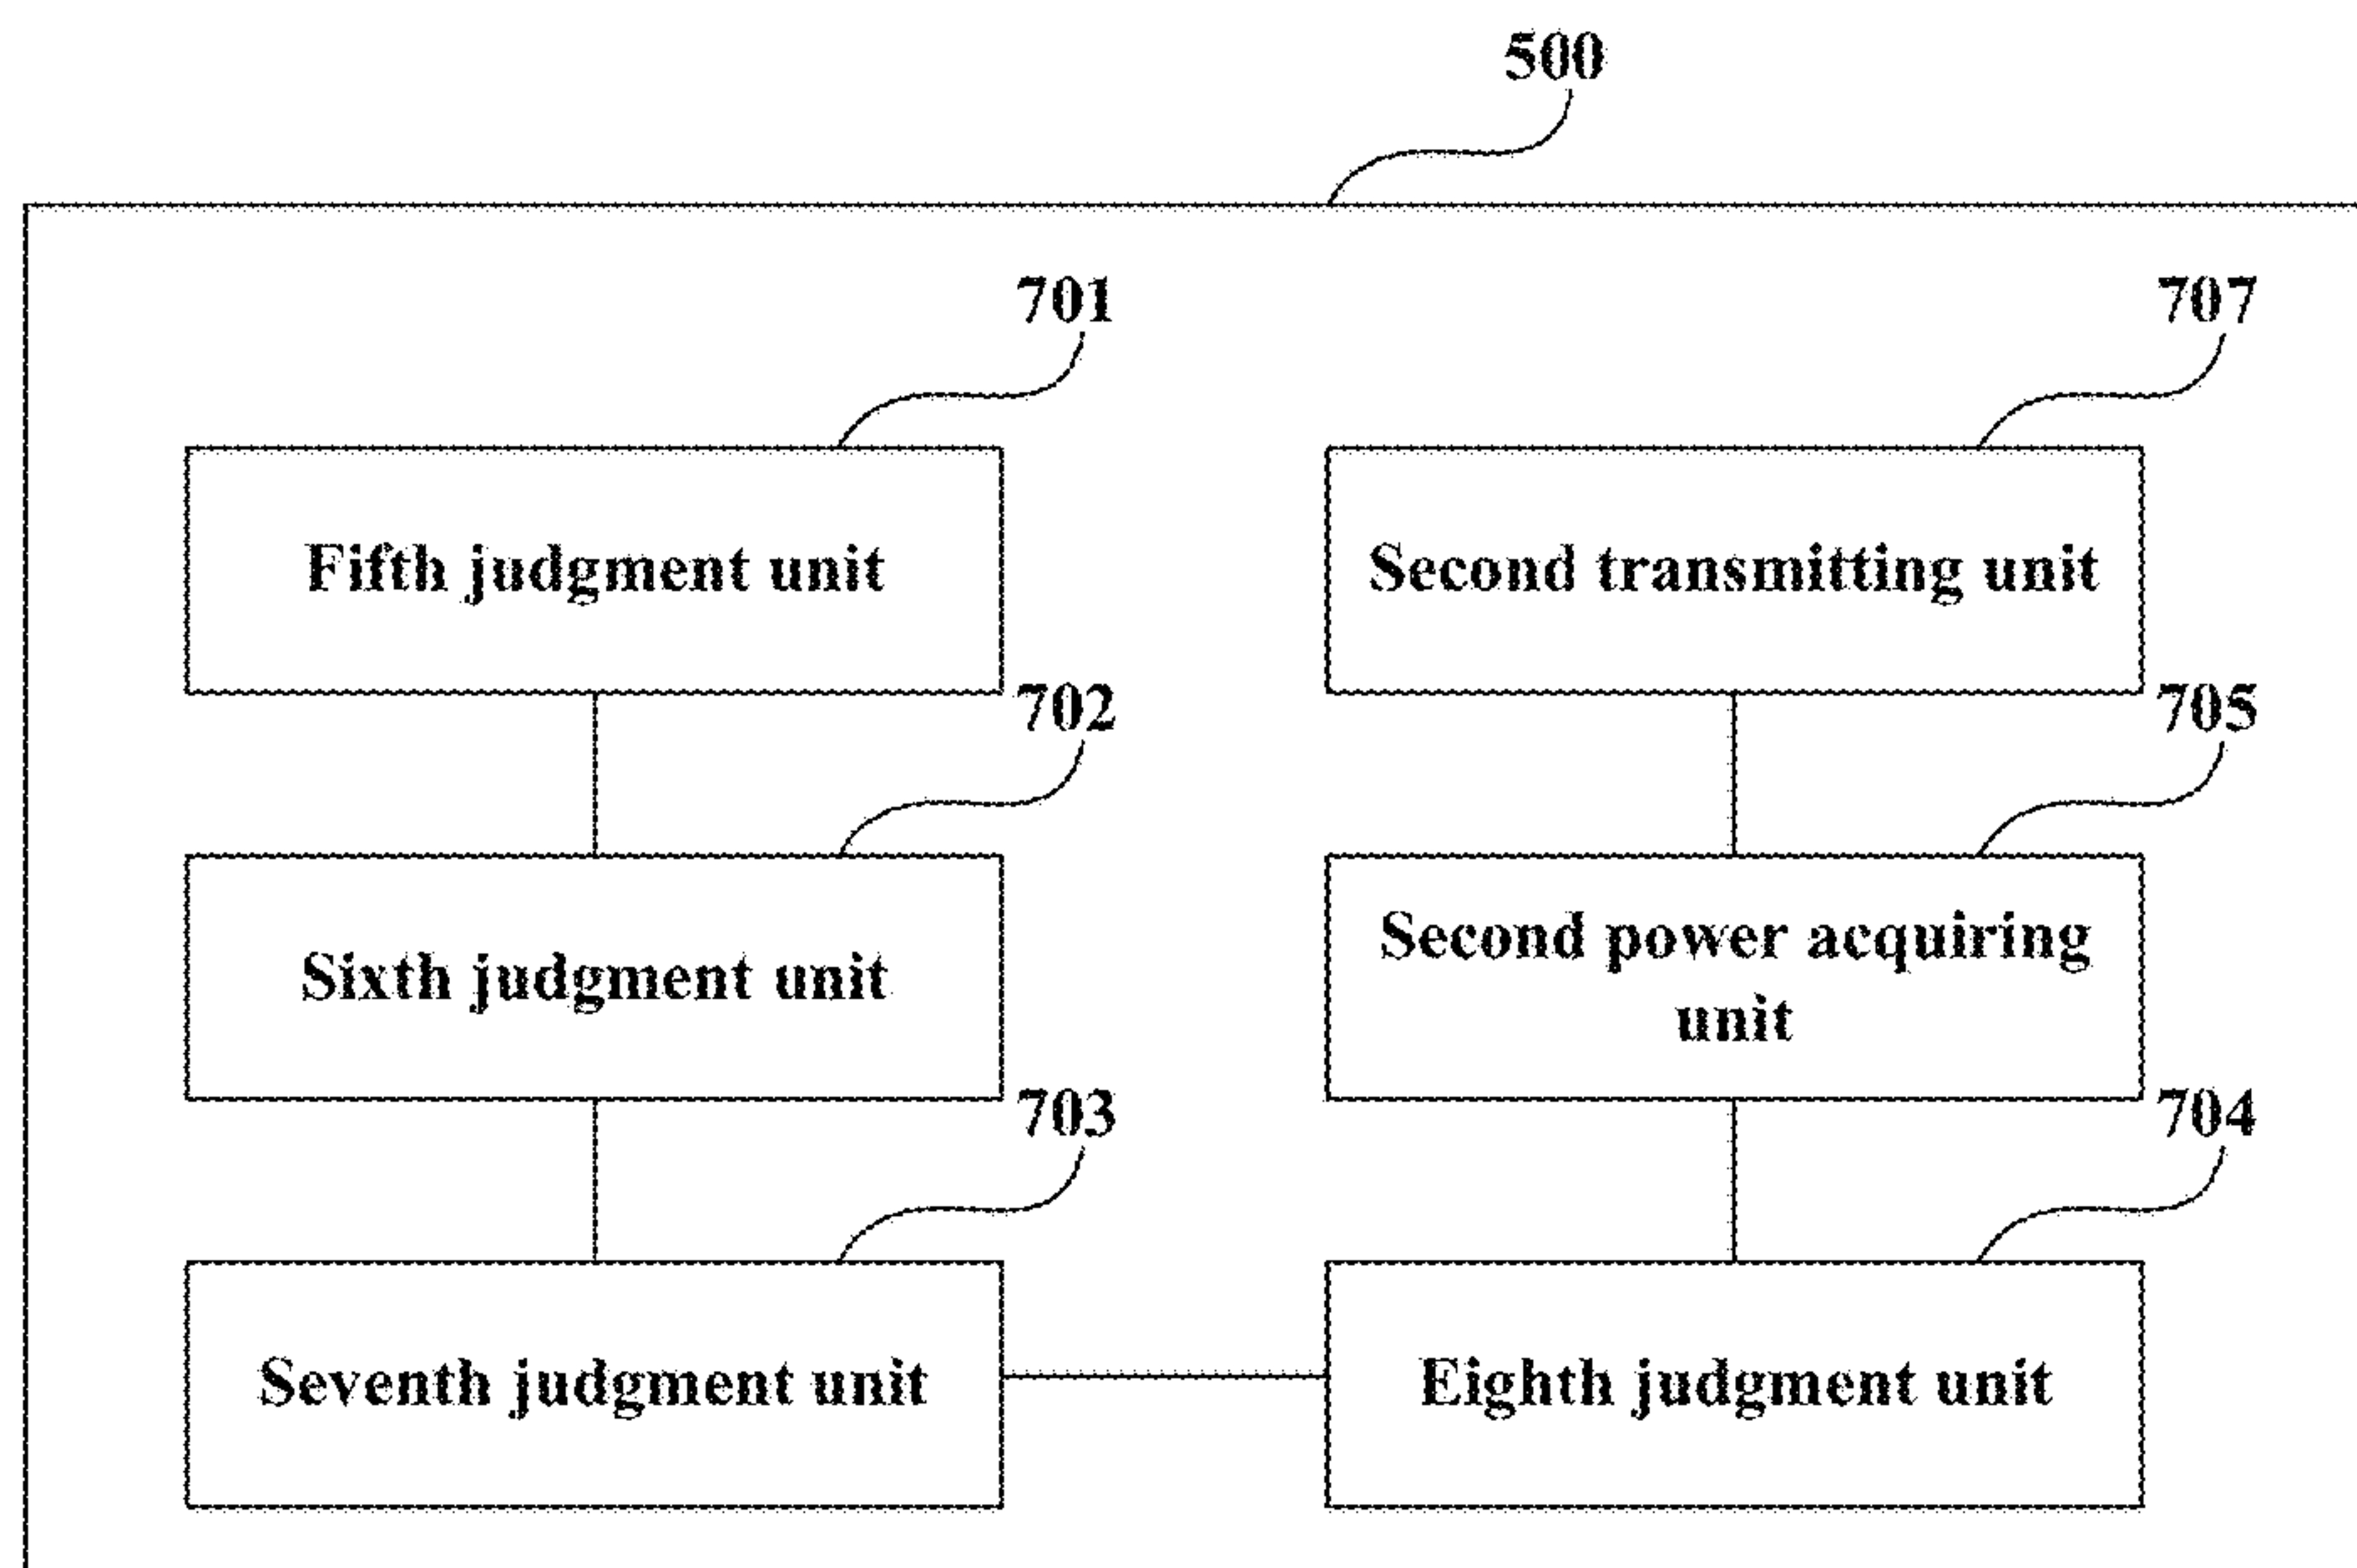 500
701
707
Fifth judgment unit
Second transmitting unit
702
705
Sixth judgment unit
Second power acquiring
unit
703
704
Seventh judgment unit
Eighth judgment unit